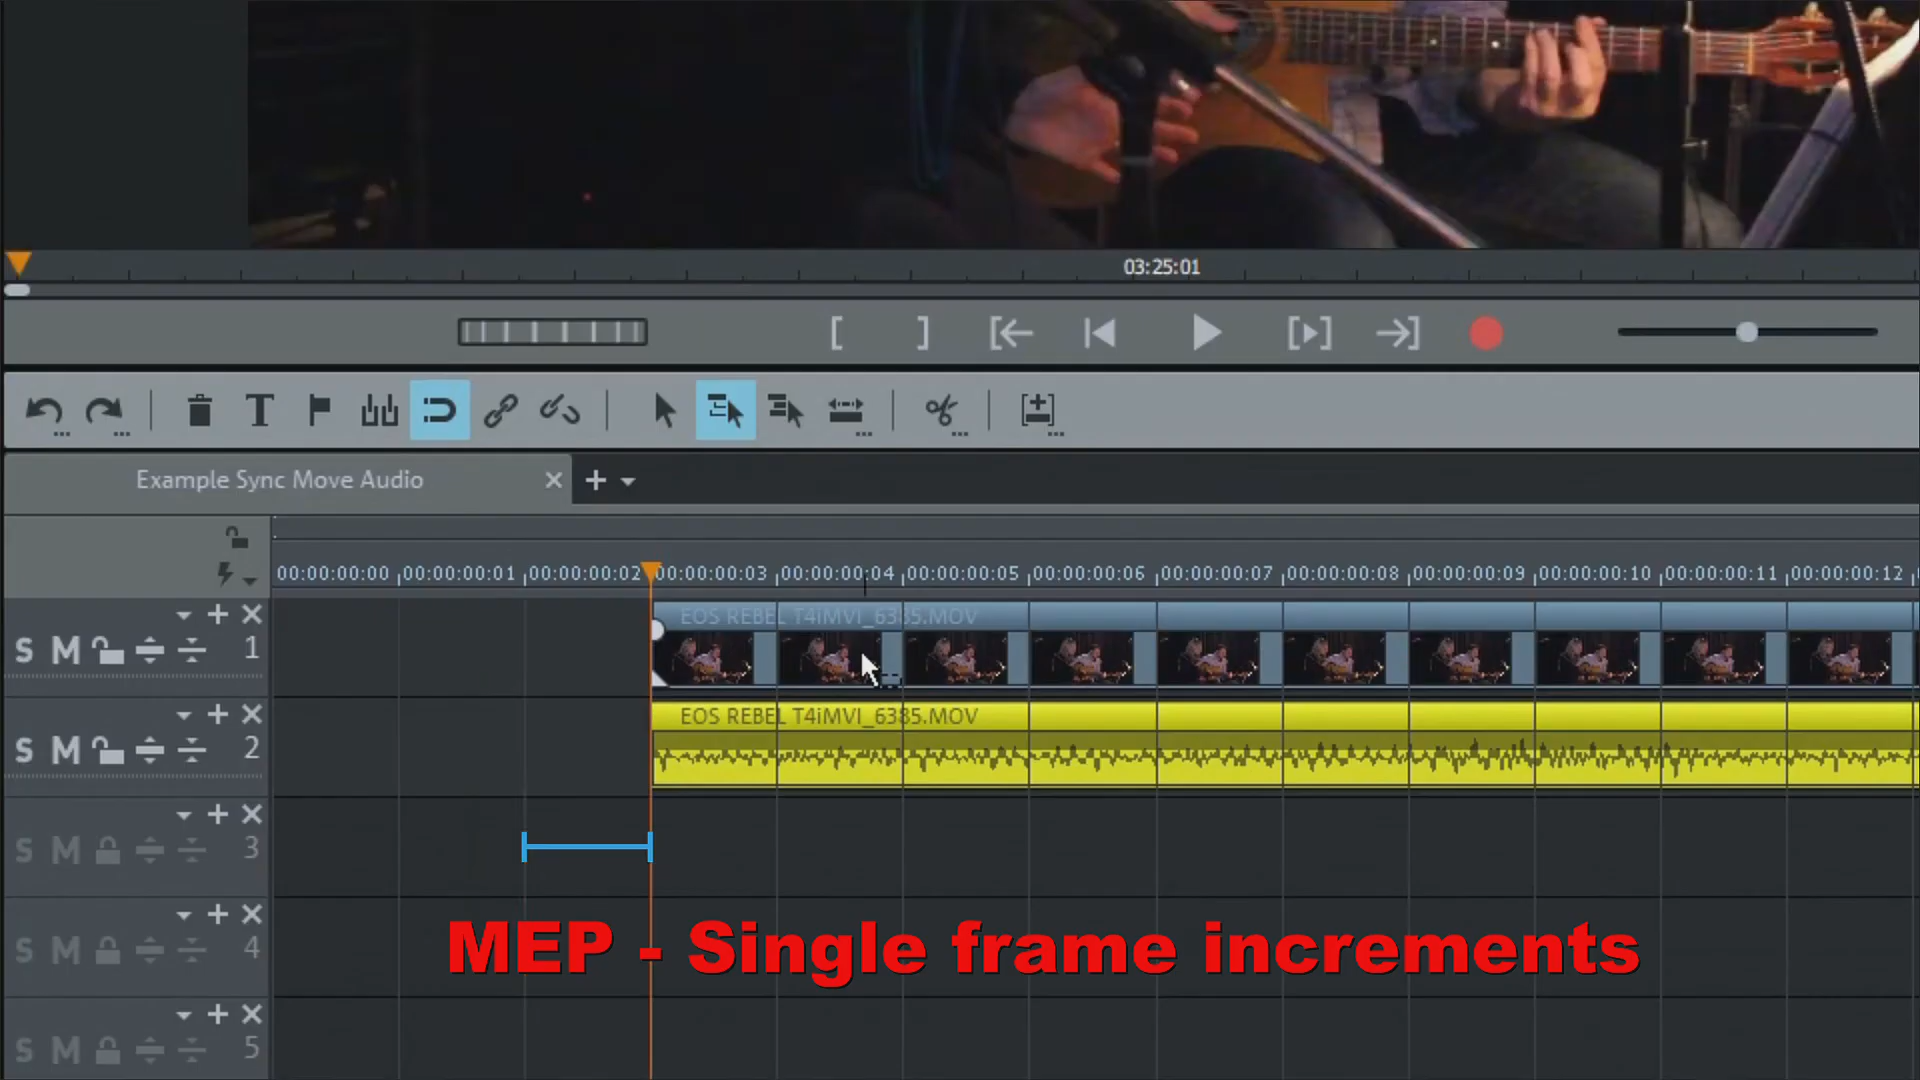 03:25:01
T
Example Sync Move Audio
00:00:00:00 00:00:00:01 00:00:00:02 00:00:00:03 00:00:00:04 00:00:00:05 00:00:00:06 00:00:00:07 00:00:00:08 00:00:00:09 00:00:00:10 00:00:00:11 00:00:00:12
EOS REBEL T4iMVI_6385.MOV
S M 1
EOS REBEL T4iMVI_6385.MOV
S M 2
S M 3
MEP - Single frame increments
S M 4
S M 5